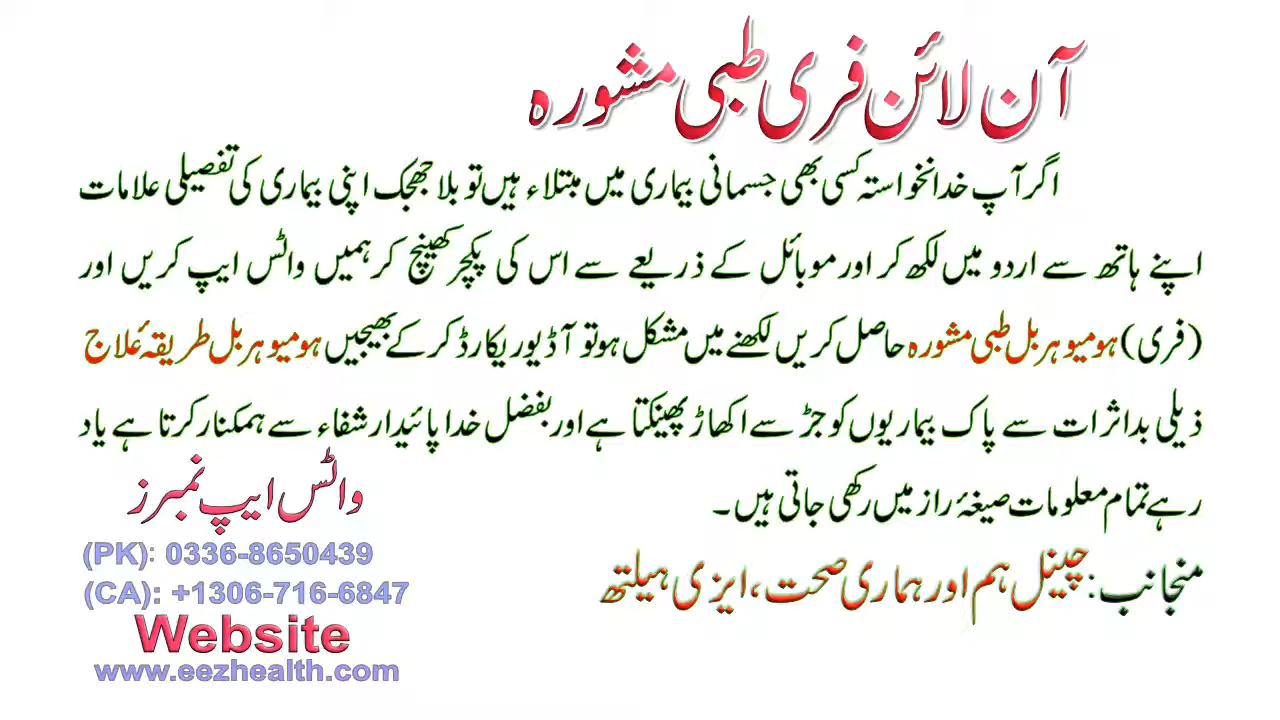 آن لائن فری طبی مشورہ
اگر آپ خدانخواستہ کسی بھی جسمانی بیماری میں مبتلاء ہیں تو بلا جھجک اپنی بیماری کی تفصیلی علامات
اپنے ہاتھ سے اردو میں لکھ کر اور موبائل کے ذریعے سے اس کی پکچر کھینچ کر ہمیں واٹس ایپ کریں اور
(فری) ہومیو ہربل طبی مشورہ حاصل کریں لکھنے میں مشکل ہو تو آڈیو ریکارڈ کر کے بھیجیں ہومیو ہربل طریقہ علاج
ذیلی بداثرات سے پاک بیماریوں کو جڑ سے اکھاڑ پھینکتا ہے اور بفضل خدا پائیدار شفاء سے ہمکنار کرتا ہے یاد
رہے تمام معلومات صیغۂ راز میں رکھی جاتی ہیں۔
منجانب: چینل ہم اور ہماری صحت، ایزی ہیلتھ
واٹس ایپ نمبرز
(PK): 0336-8650439
(CA): +1306-716-6847
Website
www.eezhealth.com